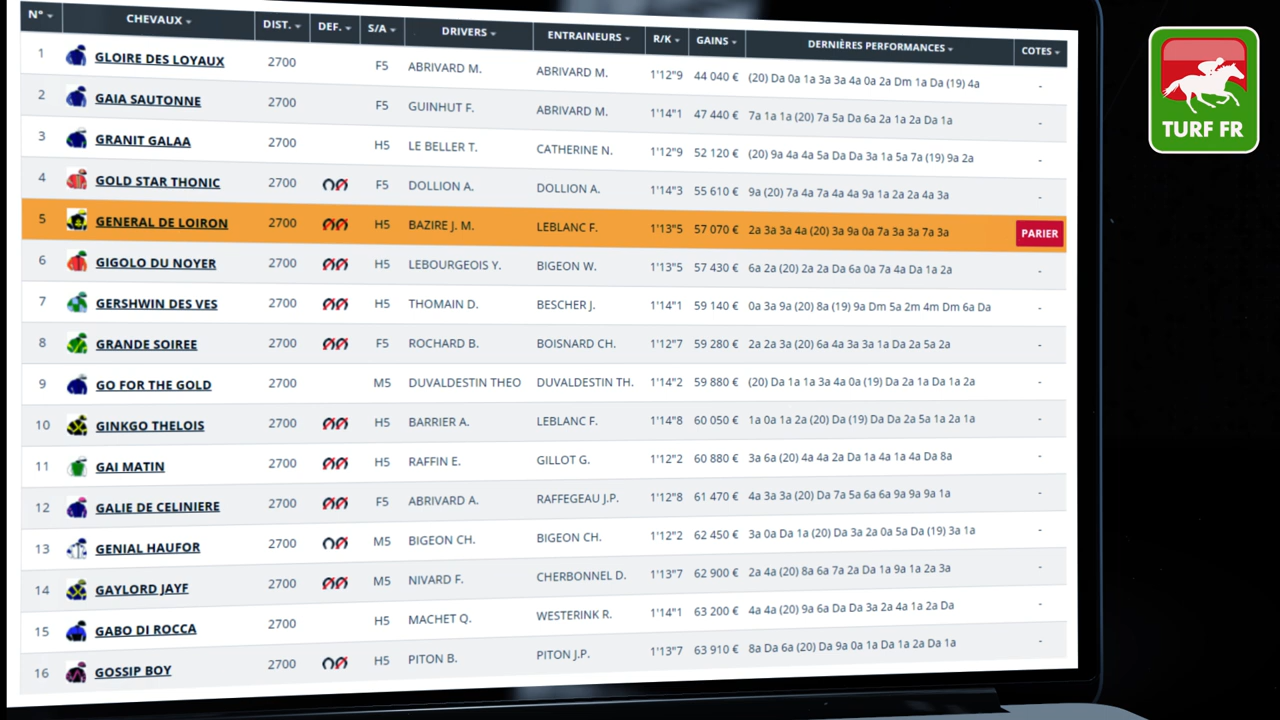 N° CHEVAUX DIST. DEF. S/A DRIVERS ENTRAINEURS R/K GAINS DERNIÈRES PERFORMANCES COTES
1 GLOIRE DES LOYAUX 2700 F5 ABRIVARD M. ABRIVARD M. 1'12"9 44 040 € (20) Da 0a 1a 3a 3a 4a 0a 2a Dm 1a Da (19) 4a -
2 GAIA SAUTONNE 2700 F5 GUINHUT F. ABRIVARD M. 1'14"1 47 440 € 7a 1a 1a (20) 7a 5a Da 6a 2a 1a 2a Da 1a -
3 GRANIT GALAA 2700 H5 LE BELLER T. CATHERINE N. 1'12"9 52 120 € (20) 9a 4a 4a 5a Da Da 3a 1a 5a 7a (19) 9a 2a -
4 GOLD STAR THONIC 2700 F5 DOLLION A. DOLLION A. 1'14"3 55 610 € 9a (20) 7a 4a 7a 4a 4a 9a 1a 2a 2a 4a 3a -
5 GENERAL DE LOIRON 2700 H5 BAZIRE J. M. LEBLANC F. 1'13"5 57 070 € 2a 3a 3a 4a (20) 3a 9a 0a 7a 3a 3a 7a 3a PARIER
6 GIGOLO DU NOYER 2700 H5 LEBOURGEOIS Y. BIGEON W. 1'13"5 57 430 € 6a 2a (20) 2a 2a Da 6a 0a 7a 4a Da 1a 2a -
7 GERSHWIN DES VES 2700 H5 THOMAIN D. BESCHER J. 1'14"1 59 140 € 0a 3a 9a (20) 8a (19) 9a Dm 5a 2m 4m Dm 6a Da -
8 GRANDE SOIREE 2700 F5 ROCHARD B. BOISNARD CH. 1'12"7 59 280 € 2a 2a 3a (20) 6a 4a 3a 3a 1a Da 2a 5a 2a -
9 GO FOR THE GOLD 2700 M5 DUVALDESTIN THEO DUVALDESTIN TH. 1'14"2 59 880 € (20) Da 1a 1a 3a 4a 0a (19) Da 2a 1a Da 1a 2a -
10 GINKGO THELOIS 2700 H5 BARRIER A. LEBLANC F. 1'14"8 60 050 € 1a 0a 1a 2a (20) Da (19) Da Da 2a 5a 1a 2a 1a -
11 GAI MATIN 2700 H5 RAFFIN E. GILLOT G. 1'12"2 60 880 € 3a 6a (20) 4a 4a 2a Da 1a 4a 1a 4a Da 8a -
12 GALIE DE CELINIERE 2700 F5 ABRIVARD A. RAFFEGEAU J.P. 1'12"8 61 470 € 4a 3a 3a (20) Da 7a 5a 6a 6a 9a 9a 9a 1a -
13 GENIAL HAUFOR 2700 M5 BIGEON CH. BIGEON CH. 1'12"2 62 450 € 3a 0a Da 1a (20) Da 3a 2a 0a 5a Da (19) 3a 1a -
14 GAYLORD JAYF 2700 M5 NIVARD F. CHERBONNEL D. 1'13"7 62 900 € 2a 4a (20) 8a 6a 7a 2a Da 1a 9a 1a 2a 3a -
15 GABO DI ROCCA 2700 H5 MACHET Q. WESTERINK R. 1'14"1 63 200 € 4a 4a (20) 9a 6a Da Da 3a 2a 4a 1a 2a Da -
16 GOSSIP BOY 2700 H5 PITON B. PITON J.P. 1'13"7 63 910 € 8a Da 6a (20) Da 9a 0a 1a Da 1a 2a Da 1a -
TURF FR